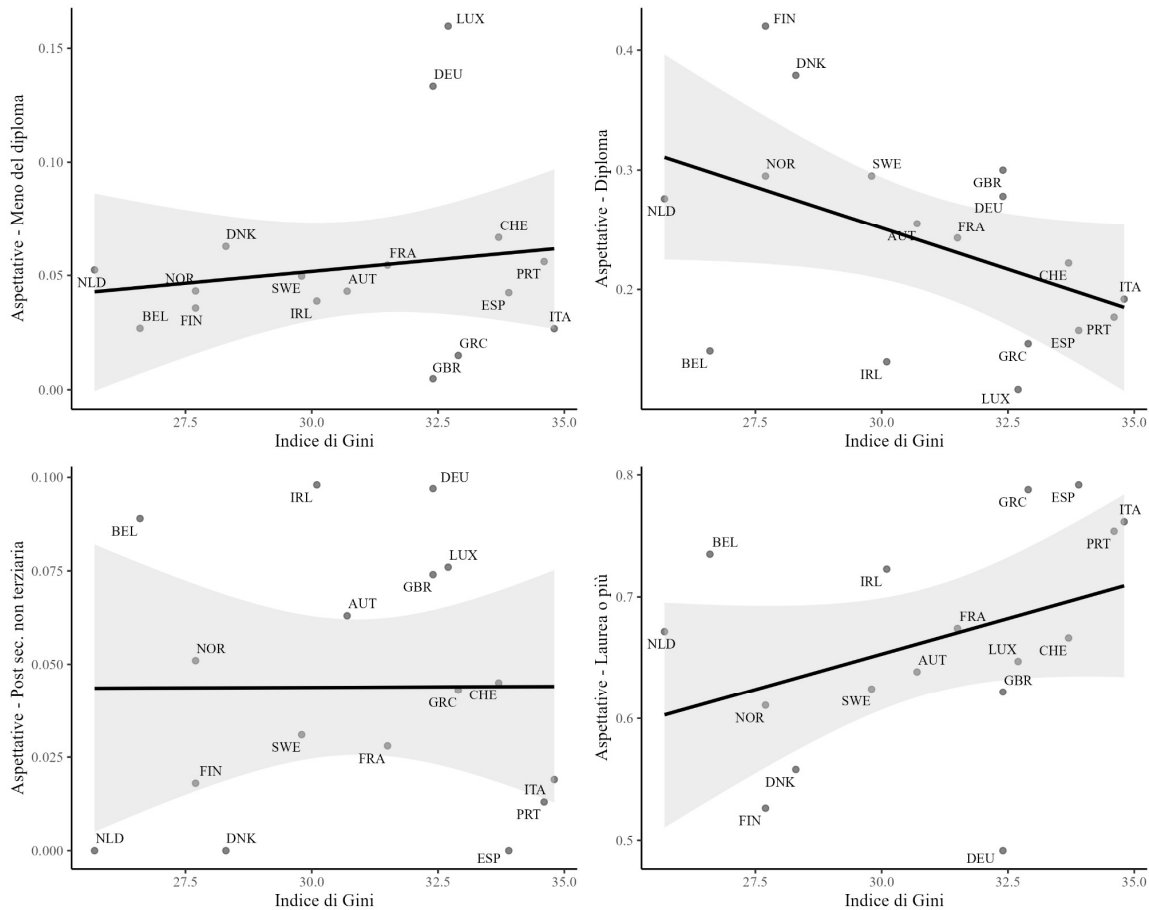 Aspettative - Meno del diploma
0.15
0.10
0.05
0.00
LUX
DEU
DNK
NLD
NOR
BEL
FIN
SWE
IRL
AUT
FRA
CHE
PRT
ESP
ITA
GRC
GBR
27.5
30.0
32.5
35.0
Indice di Gini
Aspettative - Diploma
0.4
0.3
0.2
FIN
DNK
NOR
SWE
NLD
GBR
DEU
AUT
FRA
CHE
ITA
PRT
ESP
GRC
BEL
IRL
LUX
27.5
30.0
32.5
35.0
Indice di Gini
Aspettative - Post sec. non terziaria
0.100
0.075
0.050
0.025
0.000
IRL
DEU
BEL
LUX
GBR
AUT
NOR
GRC
CHE
SWE
FRA
FIN
ITA
PRT
NLD
DNK
ESP
27.5
30.0
32.5
35.0
Indice di Gini
Aspettative - Laurea o più
0.8
0.7
0.6
0.5
GRC
ESP
ITA
PRT
BEL
IRL
NLD
FRA
AUT
LUX
CHE
SWE
GBR
NOR
DNK
FIN
DEU
27.5
30.0
32.5
35.0
Indice di Gini